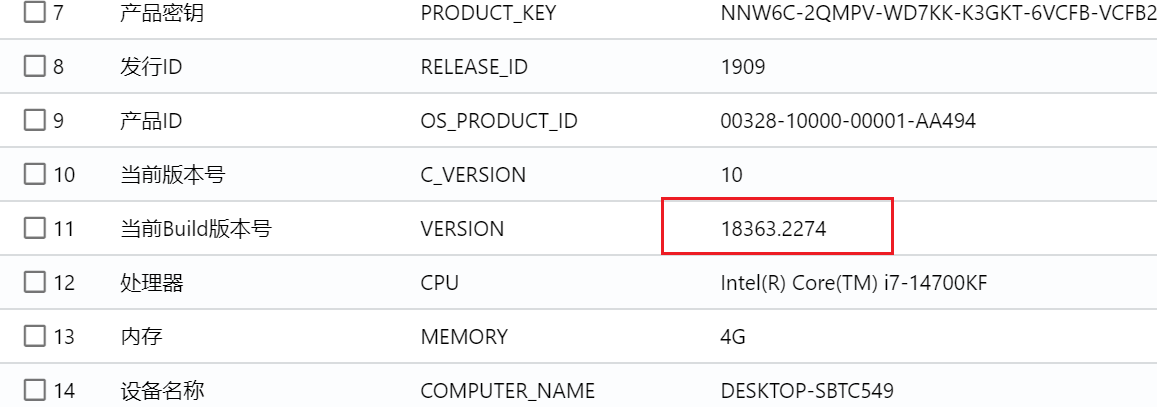 7 产品密钥 PRODUCT_KEY NNW6C-2QMPV-WD7KK-K3GKT-6VCFB-VCFB2
8 发行ID RELEASE_ID 1909
9 产品ID OS_PRODUCT_ID 00328-10000-00001-AA494
10 当前版本号 C_VERSION 10
11 当前Build版本号 VERSION 18363.2274
12 处理器 CPU Intel(R) Core(TM) i7-14700KF
13 内存 MEMORY 4G
14 设备名称 COMPUTER_NAME DESKTOP-SBTC549